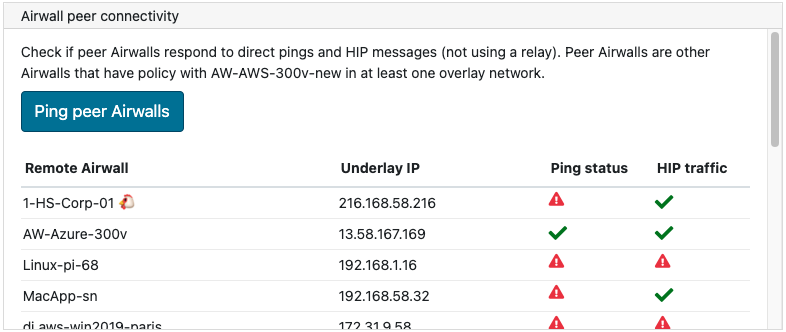 Airwall peer connectivity
Check if peer Airwalls respond to direct pings and HIP messages (not using a relay). Peer Airwalls are other
Airwalls that have policy with AW-AWS-300v-new in at least one overlay network.
Ping peer Airwalls
Remote Airwall Underlay IP Ping status HIP traffic
1-HS-Corp-01 216.168.58.216
AW-Azure-300v 13.58.167.169
Linux-pi-68 192.168.1.16
MacApp-sn 192.168.58.32
di aws-win2019-paris 172.31.9.58